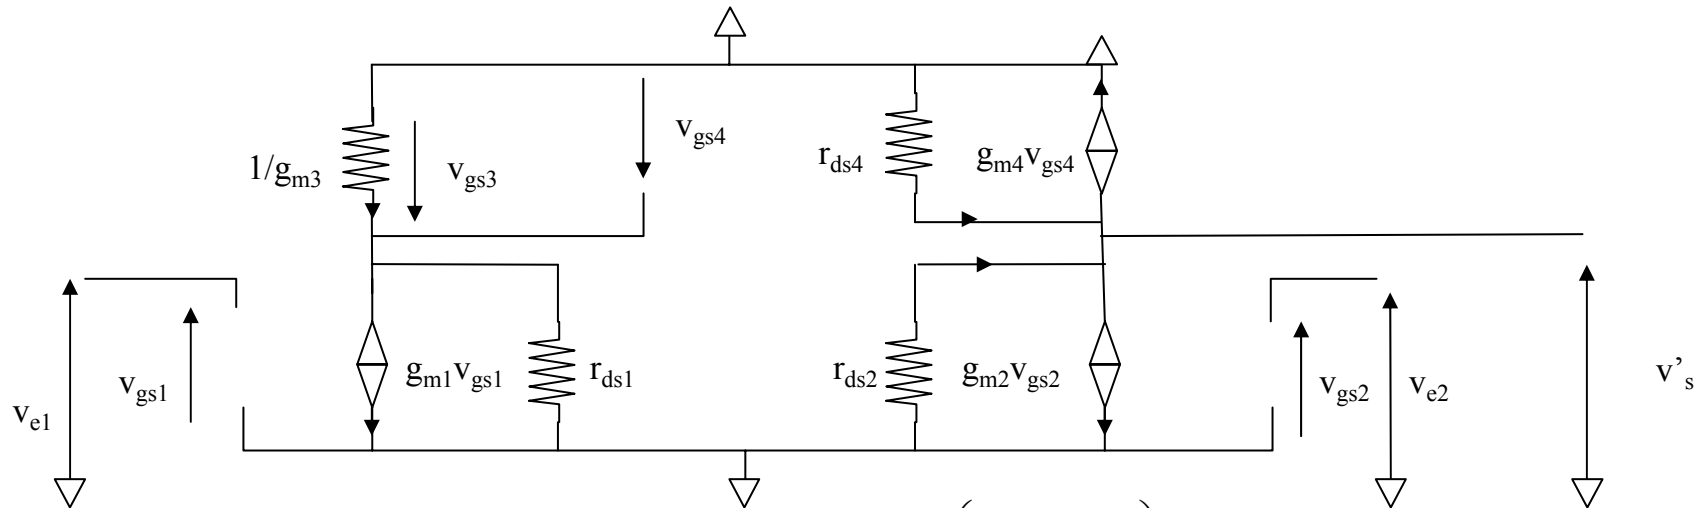 v_gs4
1/g_m3
v_gs3
r_ds4
g_m4v_gs4
v_e1
v_gs1
g_m1v_gs1
r_ds1
r_ds2
g_m2v_gs2
v_gs2
v_e2
v'_s